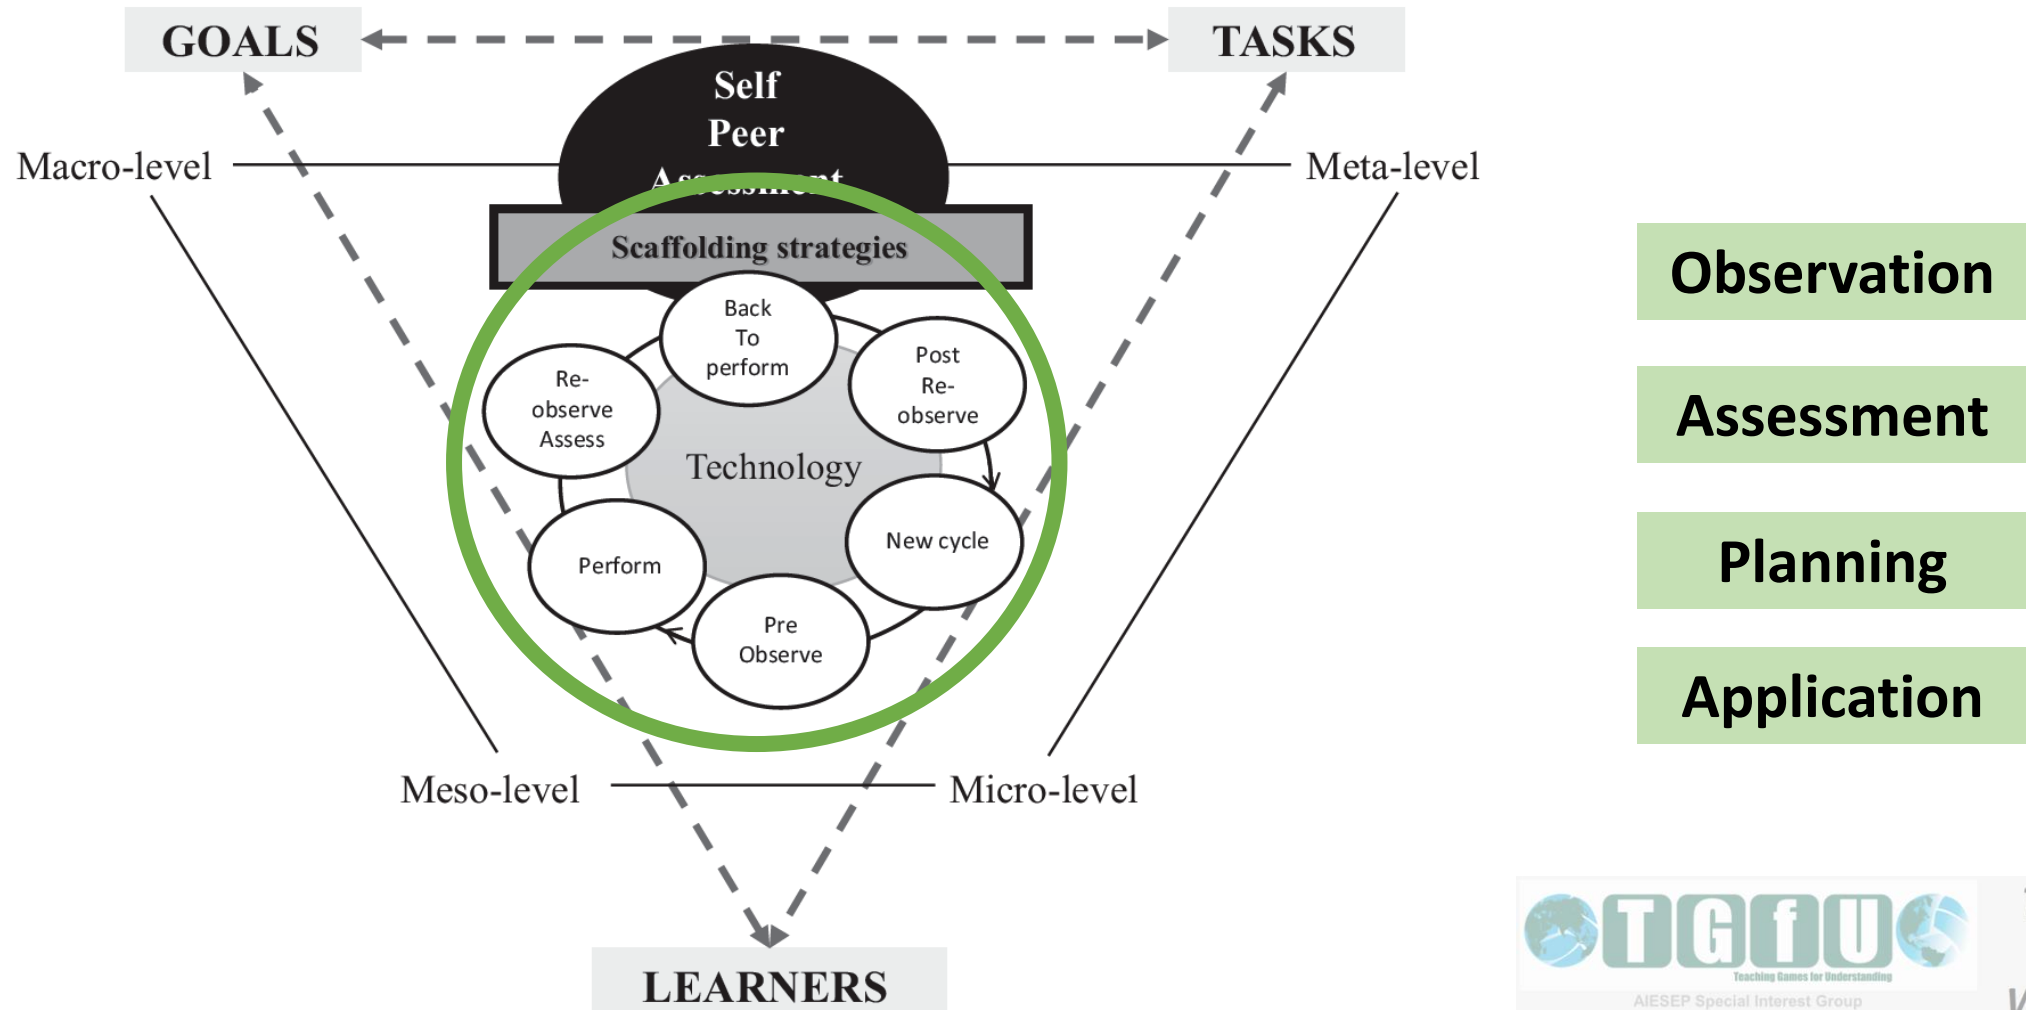 GOALS
TASKS
Self
Peer
Assessment
Macro-level
Meta-level
Scaffolding strategies
Back
To
perform
Post
Re-
observe
Re-
observe
Assess
Technology
New cycle
Perform
Pre
Observe
Meso-level
Micro-level
LEARNERS
Observation
Assessment
Planning
Application
TGfU
Teaching Games for Understanding
AIESEP Special Interest Group